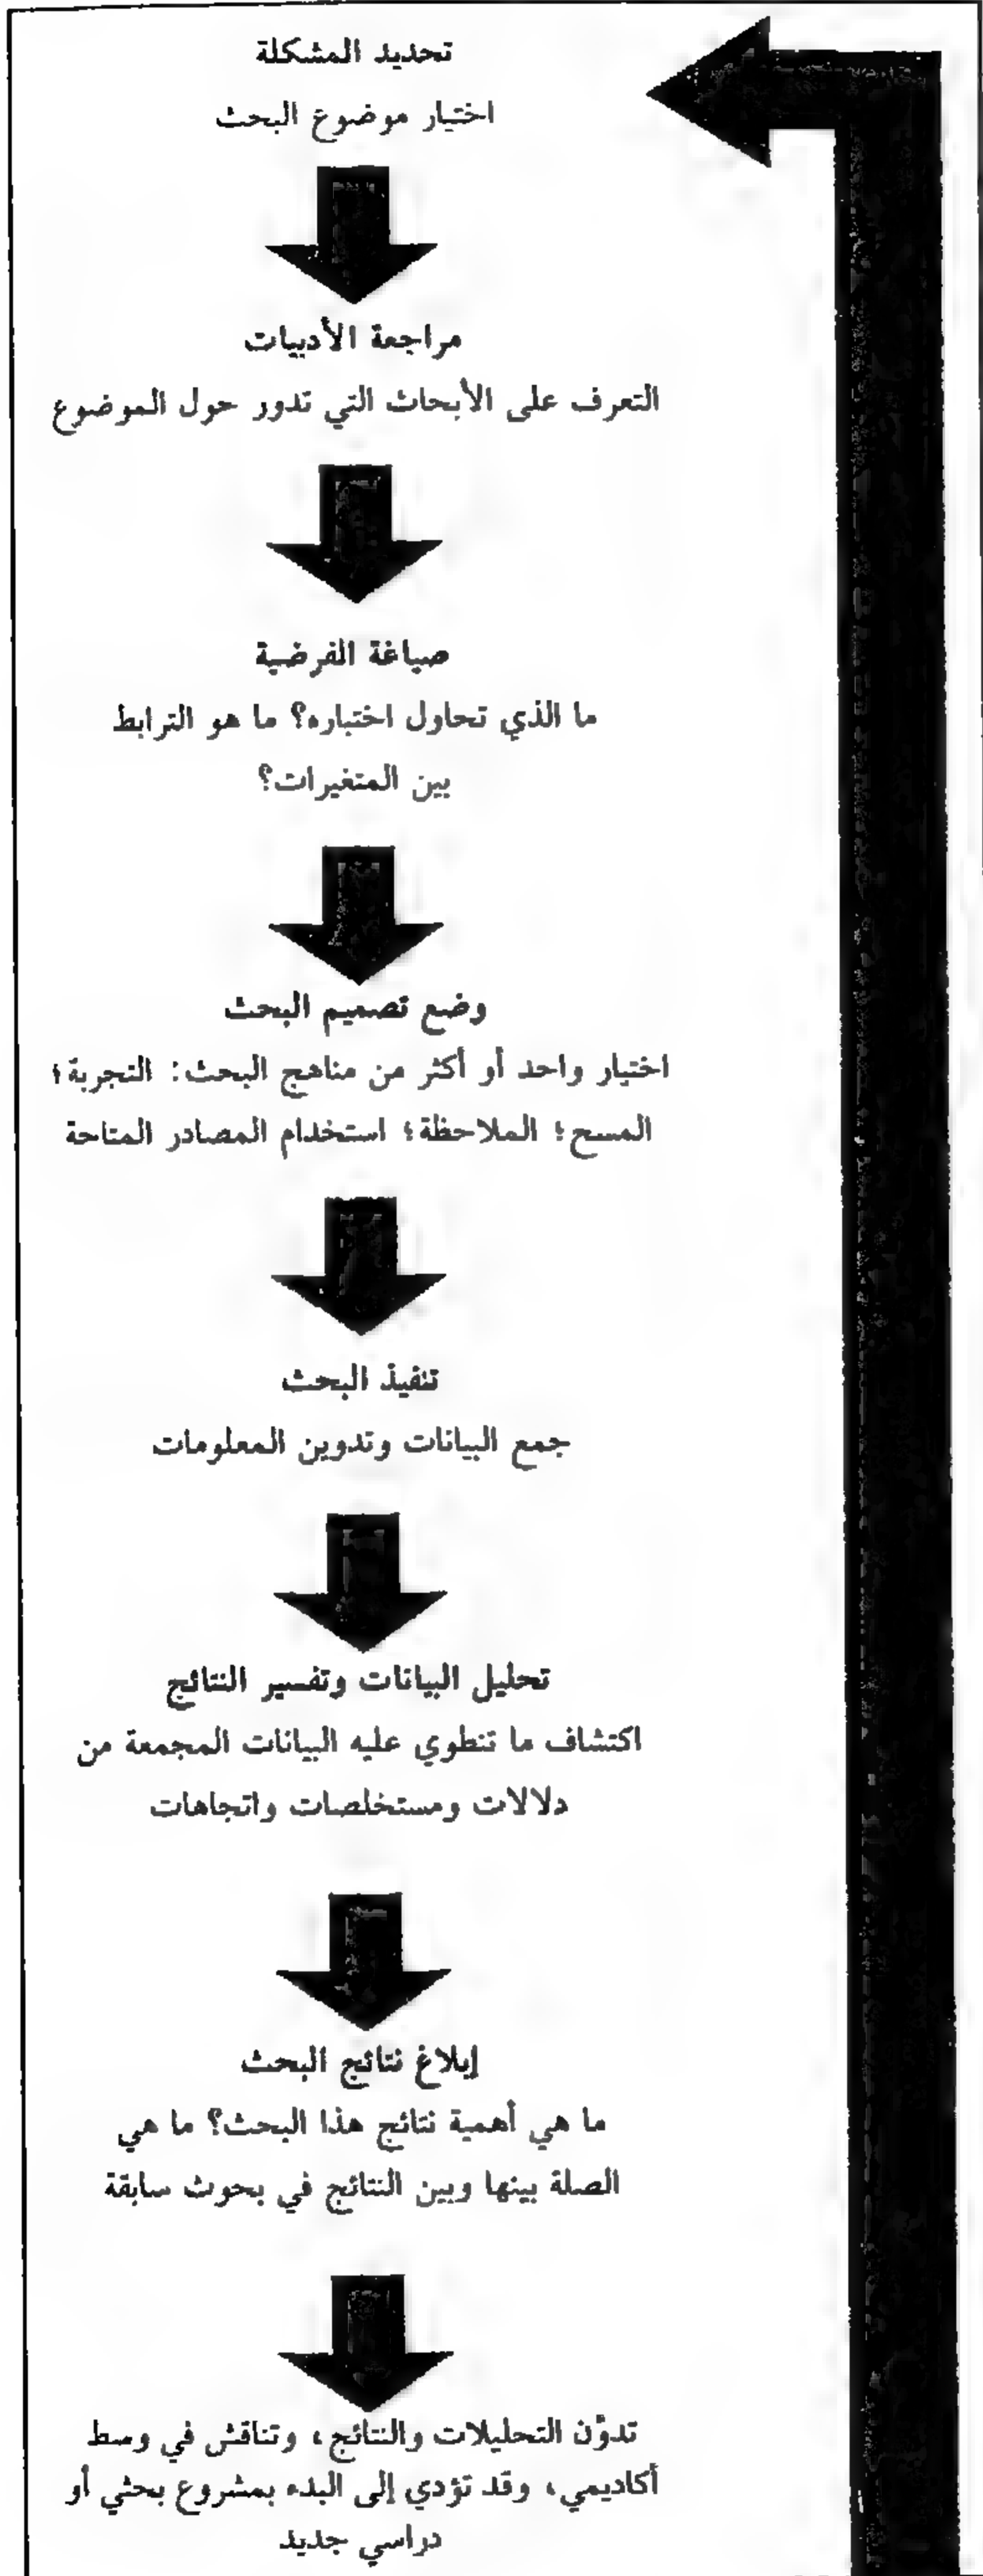 تحديد المشكلة
اختيار موضوع البحث
مراجعة الأدبيات
التعرف على الأبحاث التي تدور حول الموضوع
صياغة الفرضية
ما الذي تحاول اختباره؟ ما هو الترابط
بين المتغيرات؟
وضع تصميم البحث
اختيار واحد أو أكثر من مناهج البحث: التجربة؛
المسح؛ الملاحظة؛ استخدام المصادر المتاحة
تنفيذ البحث
جمع البيانات وتدوين المعلومات
تحليل البيانات وتفسير النتائج
اكتشاف ما تنطوي عليه البيانات المجمعة من
دلالات ومستخلصات واتجاهات
إبلاغ نتائج البحث
ما هي أهمية نتائج هذا البحث؟ ما هي
الصلة بينها وبين النتائج في بحوث سابقة
تدوّن التحليلات والنتائج، وتناقش في وسط
أكاديمي، وقد تؤدي إلى البدء بمشروع بحثي أو
دراسي جديد